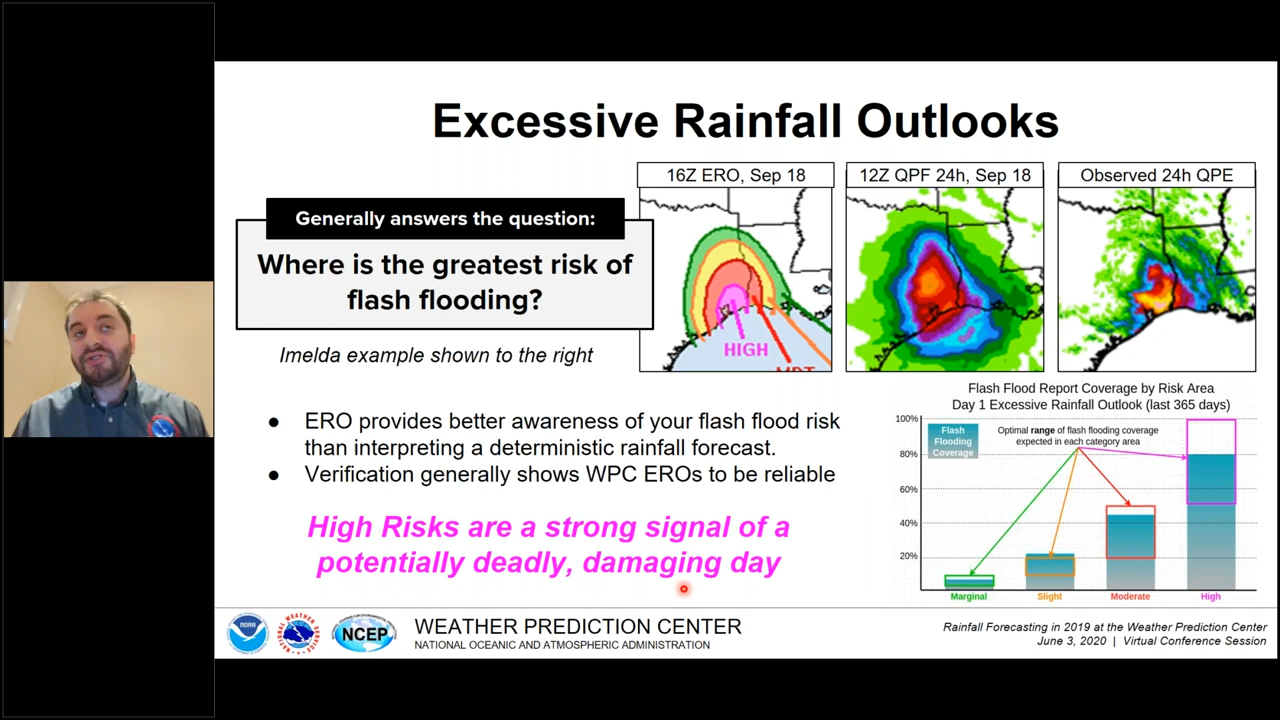 Excessive Rainfall Outlooks
Generally answers the question:
Where is the greatest risk of
flash flooding?
Imelda example shown to the right
16Z ERO, Sep 18
12Z QPF 24h, Sep 18
Observed 24h QPE
HIGH
● ERO provides better awareness of your flash flood risk
than interpreting a deterministic rainfall forecast.
● Verification generally shows WPC EROs to be reliable
High Risks are a strong signal of a
potentially deadly, damaging day
Flash Flood Report Coverage by Risk Area
Day 1 Excessive Rainfall Outlook (last 365 days)
100%
80%
60%
40%
20%
Flash
Flooding
Coverage
Optimal range of flash flooding coverage
expected in each category area
Marginal
Slight
Moderate
High
NOAA
NCEP
WEATHER PREDICTION CENTER
NATIONAL OCEANIC AND ATMOSPHERIC ADMINISTRATION
Rainfall Forecasting in 2019 at the Weather Prediction Center
June 3, 2020 | Virtual Conference Session